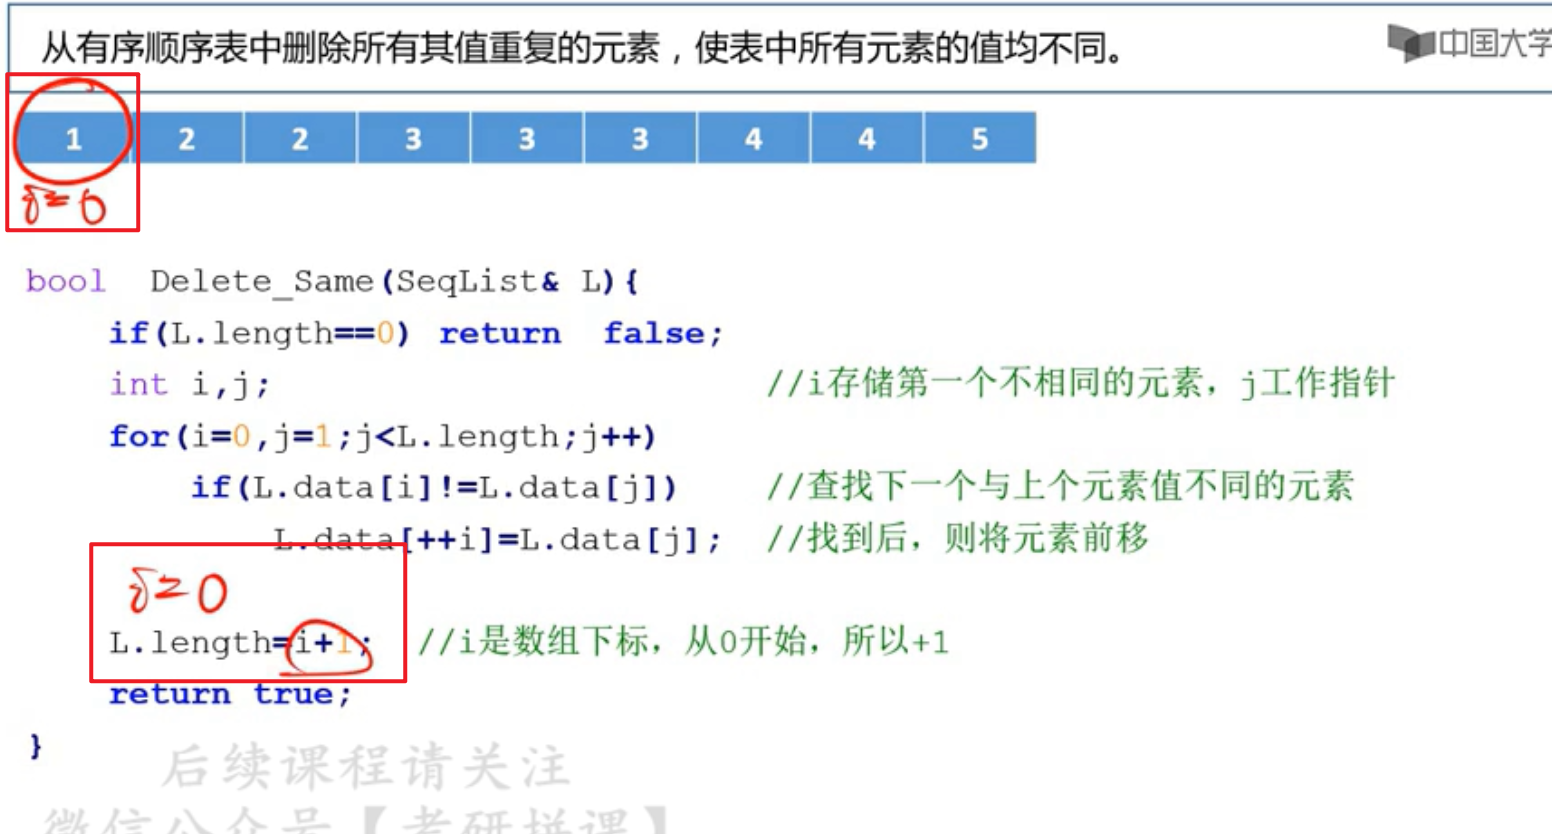 从有序顺序表中删除所有其值重复的元素，使表中所有元素的值均不同。
中国大学
1 2 2 3 3 3 4 4 5
i=0
bool Delete_Same(SeqList& L){
if(L.length==0) return false;
int i,j; //i存储第一个不相同的元素，j工作指针
for(i=0,j=1;j<L.length;j++)
if(L.data[i]!=L.data[j]) //查找下一个与上个元素值不同的元素
L.data[++i]=L.data[j]; //找到后，则将元素前移
i=0
L.length=i+1; //i是数组下标，从0开始，所以+1
return true;
}
后续课程请关注
微信公众号【考研拼课】